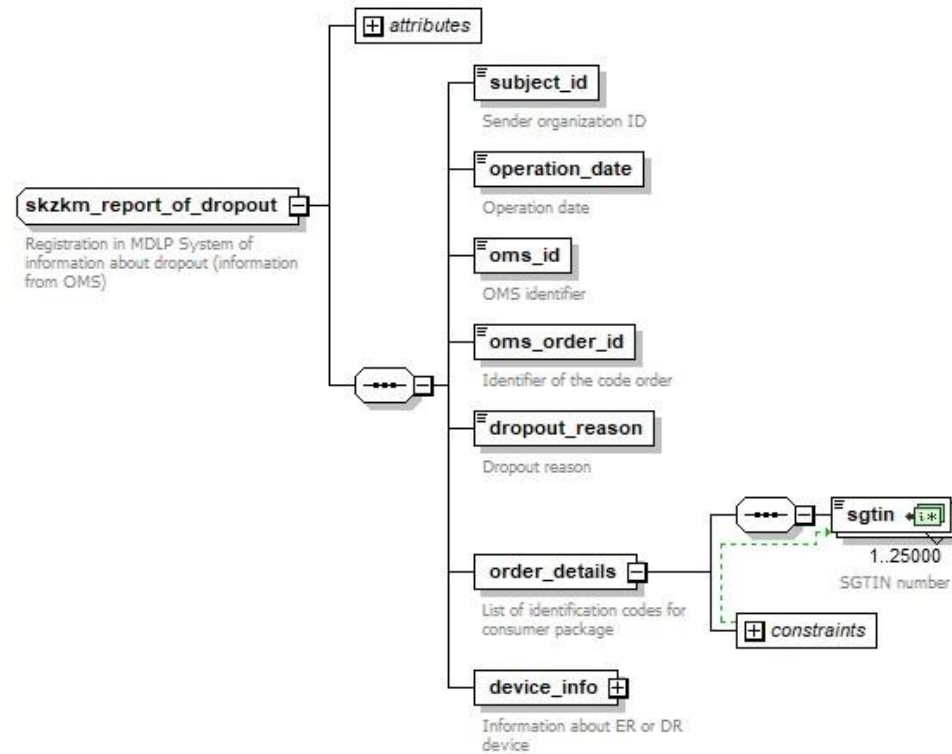 attributes
subject_id
Sender organization ID
operation_date
Operation date
skzkm_report_of_dropout
Registration in MDLP System of
information about dropout (information
from OMS)
oms_id
OMS identifier
oms_order_id
Identifier of the code order
dropout_reason
Dropout reason
sgtin
1..25000
SGTIN number
order_details
List of identification codes for
consumer package
constraints
device_info
Information about ER or DR
device